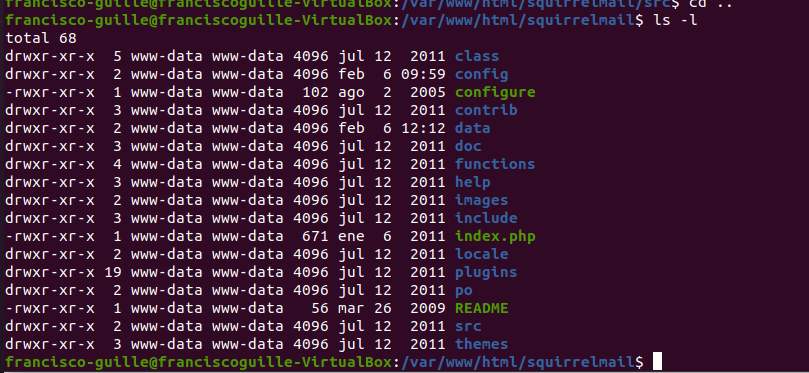 francisco-guille@franciscoguille-VirtualBox:/var/www/html/squirrelmail/src$ cd ..
francisco-guille@franciscoguille-VirtualBox:/var/www/html/squirrelmail$ ls -l
total 68
drwxr-xr-x  5 www-data www-data 4096 jul 12  2011 class
drwxr-xr-x  2 www-data www-data 4096 feb  6 09:59 config
-rwxr-xr-x  1 www-data www-data  102 ago  2  2005 configure
drwxr-xr-x  3 www-data www-data 4096 jul 12  2011 contrib
drwxr-xr-x  2 www-data www-data 4096 feb  6 12:12 data
drwxr-xr-x  3 www-data www-data 4096 jul 12  2011 doc
drwxr-xr-x  4 www-data www-data 4096 jul 12  2011 functions
drwxr-xr-x  3 www-data www-data 4096 jul 12  2011 help
drwxr-xr-x  2 www-data www-data 4096 jul 12  2011 images
drwxr-xr-x  3 www-data www-data 4096 jul 12  2011 include
-rwxr-xr-x  1 www-data www-data  671 ene  6  2011 index.php
drwxr-xr-x  2 www-data www-data 4096 jul 12  2011 locale
drwxr-xr-x 19 www-data www-data 4096 jul 12  2011 plugins
drwxr-xr-x  2 www-data www-data 4096 jul 12  2011 po
-rwxr-xr-x  1 www-data www-data   56 mar 26  2009 README
drwxr-xr-x  2 www-data www-data 4096 jul 12  2011 src
drwxr-xr-x  3 www-data www-data 4096 jul 12  2011 themes
francisco-guille@franciscoguille-VirtualBox:/var/www/html/squirrelmail$